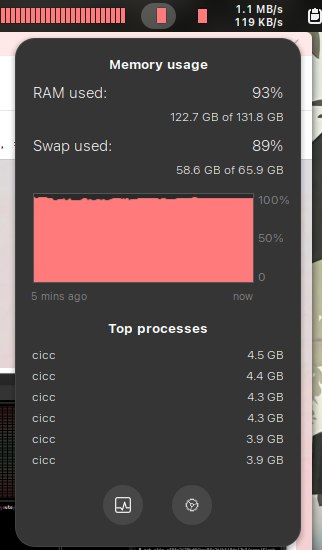 1.1 MB/s
119 KB/s
Memory usage
RAM used: 93%
122.7 GB of 131.8 GB
Swap used: 89%
58.6 GB of 65.9 GB
100%
50%
0
5 mins ago now
Top processes
cicc 4.5 GB
cicc 4.4 GB
cicc 4.3 GB
cicc 4.3 GB
cicc 3.9 GB
cicc 3.9 GB